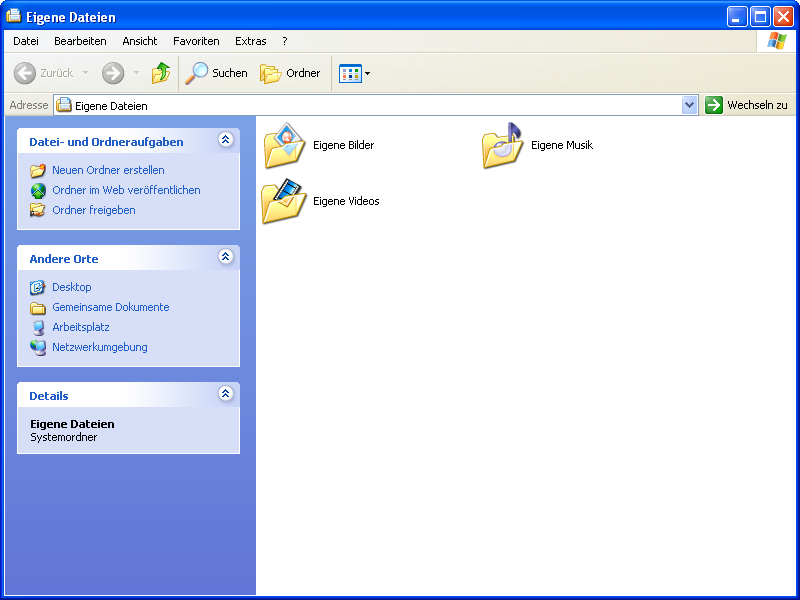 Eigene Dateien
Datei Bearbeiten Ansicht Favoriten Extras ?
Zurück Suchen Ordner
Adresse Eigene Dateien Wechseln zu
Datei- und Ordneraufgaben
Neuen Ordner erstellen
Ordner im Web veröffentlichen
Ordner freigeben
Andere Orte
Desktop
Gemeinsame Dokumente
Arbeitsplatz
Netzwerkumgebung
Details
Eigene Dateien
Systemordner
Eigene Bilder Eigene Musik
Eigene Videos